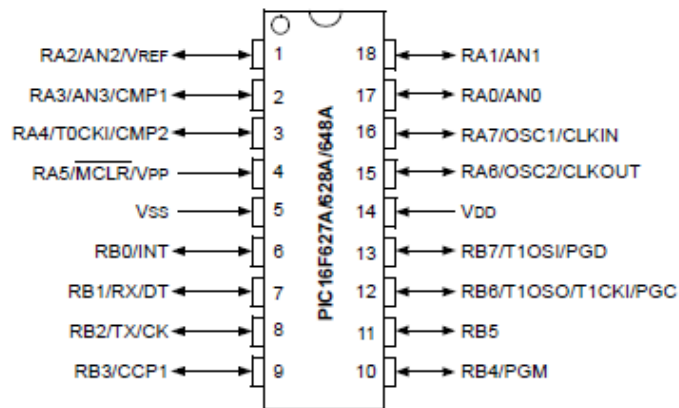 RA2/AN2/VREF 1 18 RA1/AN1
RA3/AN3/CMP1 2 17 RA0/AN0
RA4/T0CKI/CMP2 3 16 RA7/OSC1/CLKIN
RA5/MCLR/VPP 4 15 RA6/OSC2/CLKOUT
VSS 5 14 VDD
RB0/INT 6 13 RB7/T1OSI/PGD
RB1/RX/DT 7 12 RB6/T1OSO/T1CKI/PGC
RB2/TX/CK 8 11 RB5
RB3/CCP1 9 10 RB4/PGM
PIC16F627A/628A/648A